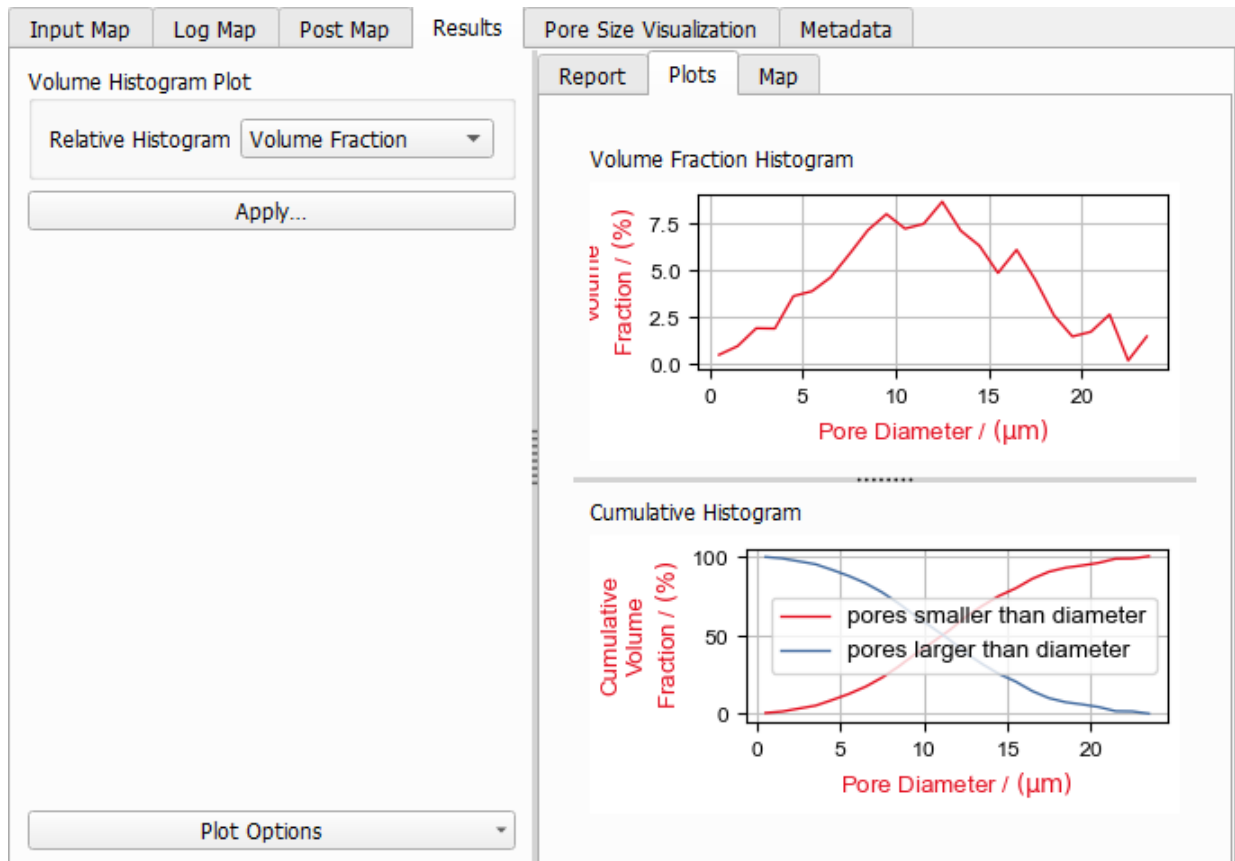 Input Map Log Map Post Map Results Pore Size Visualization Metadata
Volume Histogram Plot
Relative Histogram Volume Fraction
Apply...
Plot Options
Report Plots Map
Volume Fraction Histogram
Volume
Fraction / (%)
7.5
5.0
2.5
0.0
0 5 10 15 20
Pore Diameter / (µm)
Cumulative Histogram
Cumulative
Volume
Fraction / (%)
100
50
0
pores smaller than diameter
pores larger than diameter
0 5 10 15 20
Pore Diameter / (µm)